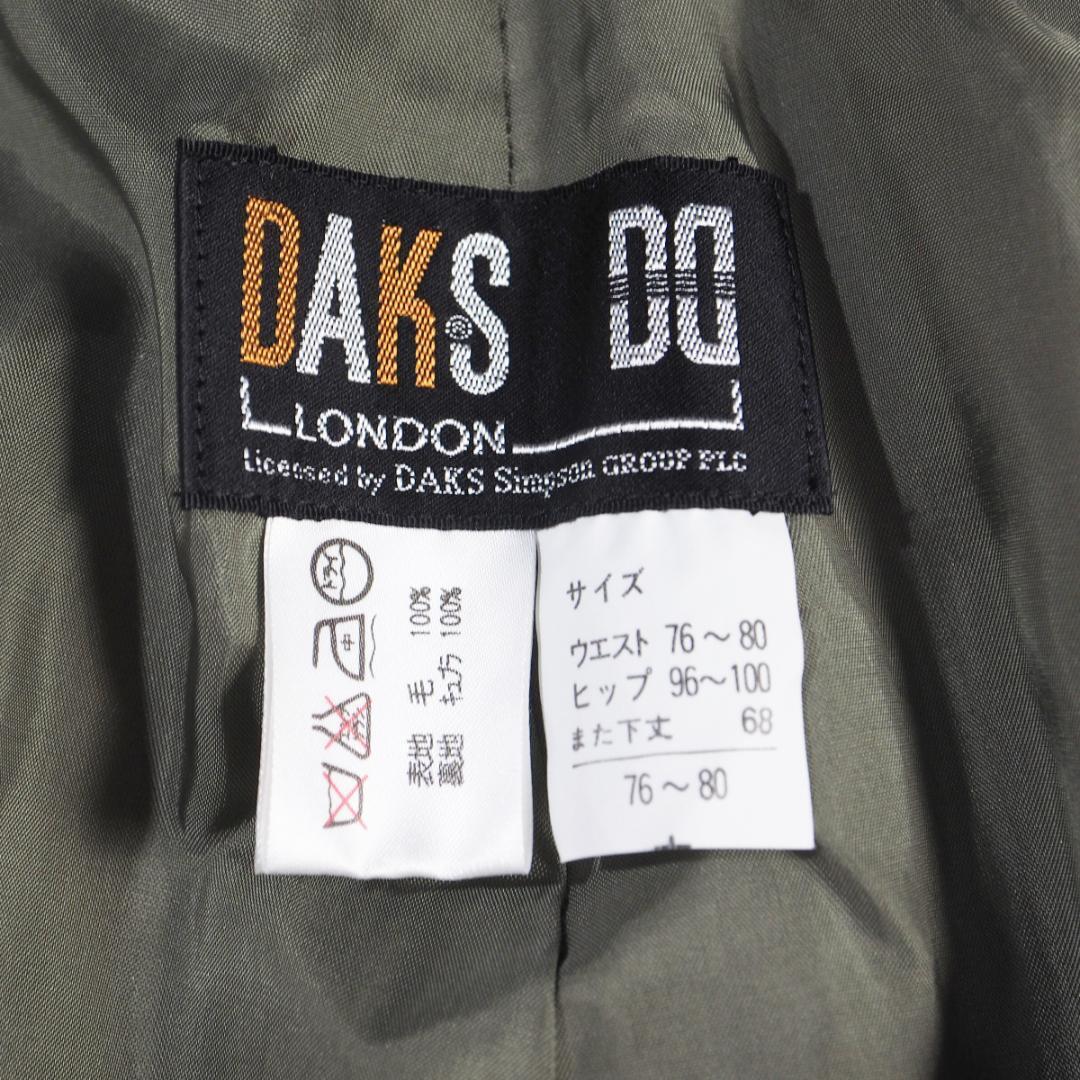 DAKS DD
LONDON
Licensed by DAKS Simpson GROUP PLC
表地 毛 100%
裏地 キュプラ 100%
中
サイズ
ウエスト 76〜80
ヒップ 96〜100
また下丈 68
76〜80